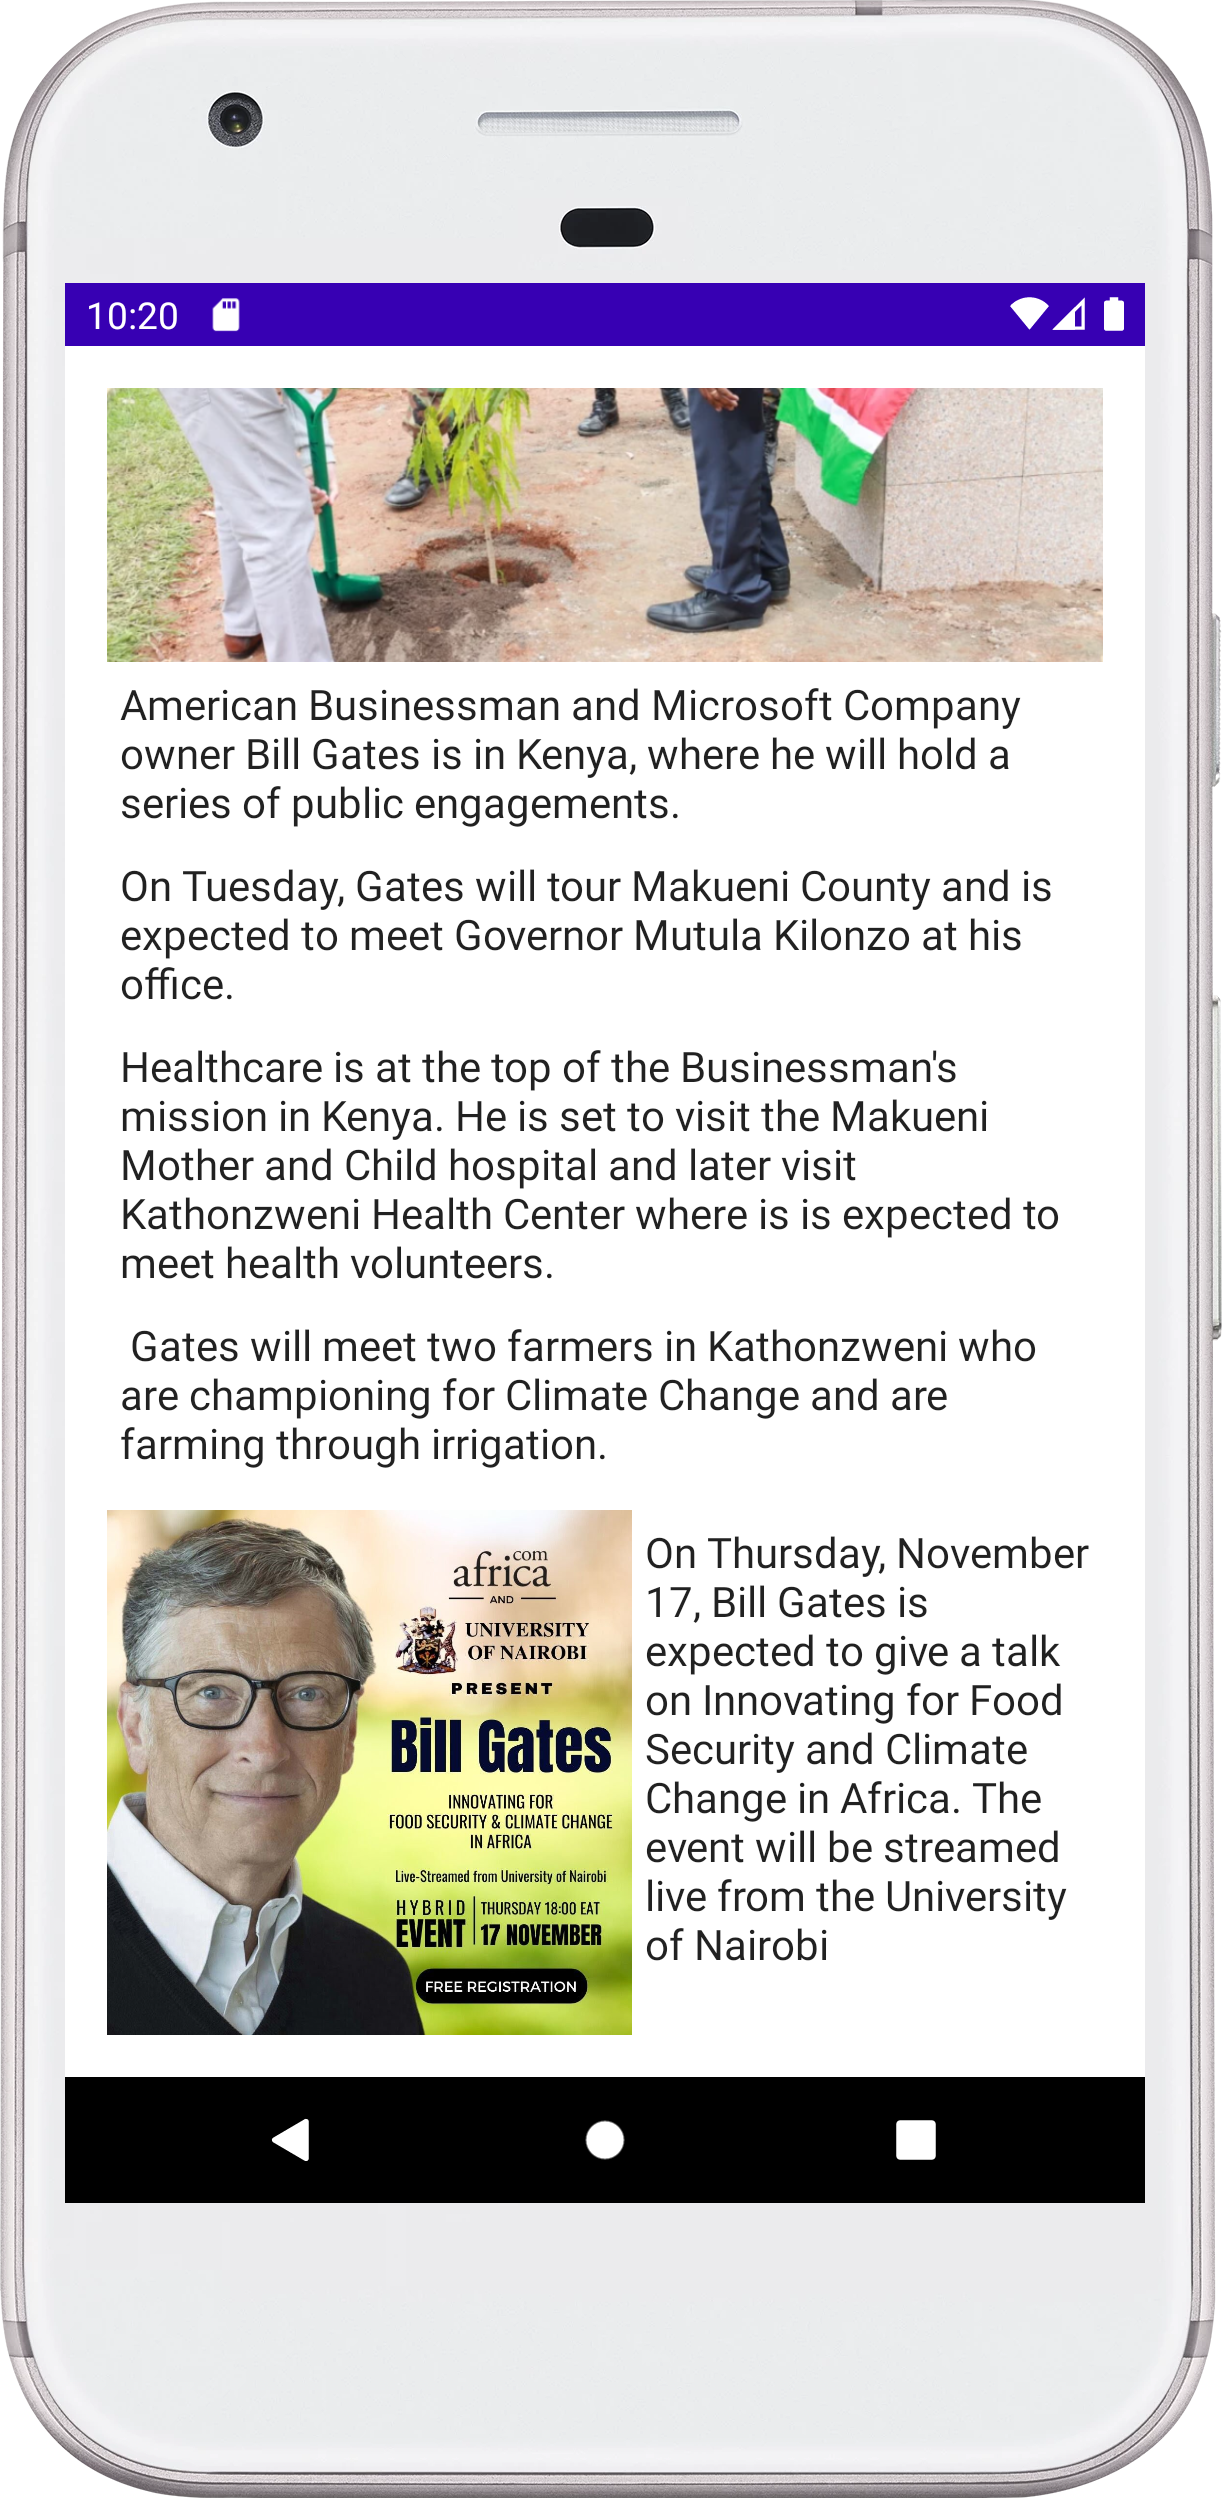 10:20
American Businessman and Microsoft Company
owner Bill Gates is in Kenya, where he will hold a
series of public engagements.
On Tuesday, Gates will tour Makueni County and is
expected to meet Governor Mutula Kilonzo at his
office.
Healthcare is at the top of the Businessman's
mission in Kenya. He is set to visit the Makueni
Mother and Child hospital and later visit
Kathonzweni Health Center where is is expected to
meet health volunteers.
Gates will meet two farmers in Kathonzweni who
are championing for Climate Change and are
farming through irrigation.
com
africa
AND
UNIVERSITY
OF NAIROBI
PRESENT
Bill Gates
INNOVATING FOR
FOOD SECURITY & CLIMATE CHANGE
IN AFRICA
Live-Streamed from University of Nairobi
HYBRID
EVENT
THURSDAY 18:00 EAT
17 NOVEMBER
FREE REGISTRATION
On Thursday, November
17, Bill Gates is
expected to give a talk
on Innovating for Food
Security and Climate
Change in Africa. The
event will be streamed
live from the University
of Nairobi